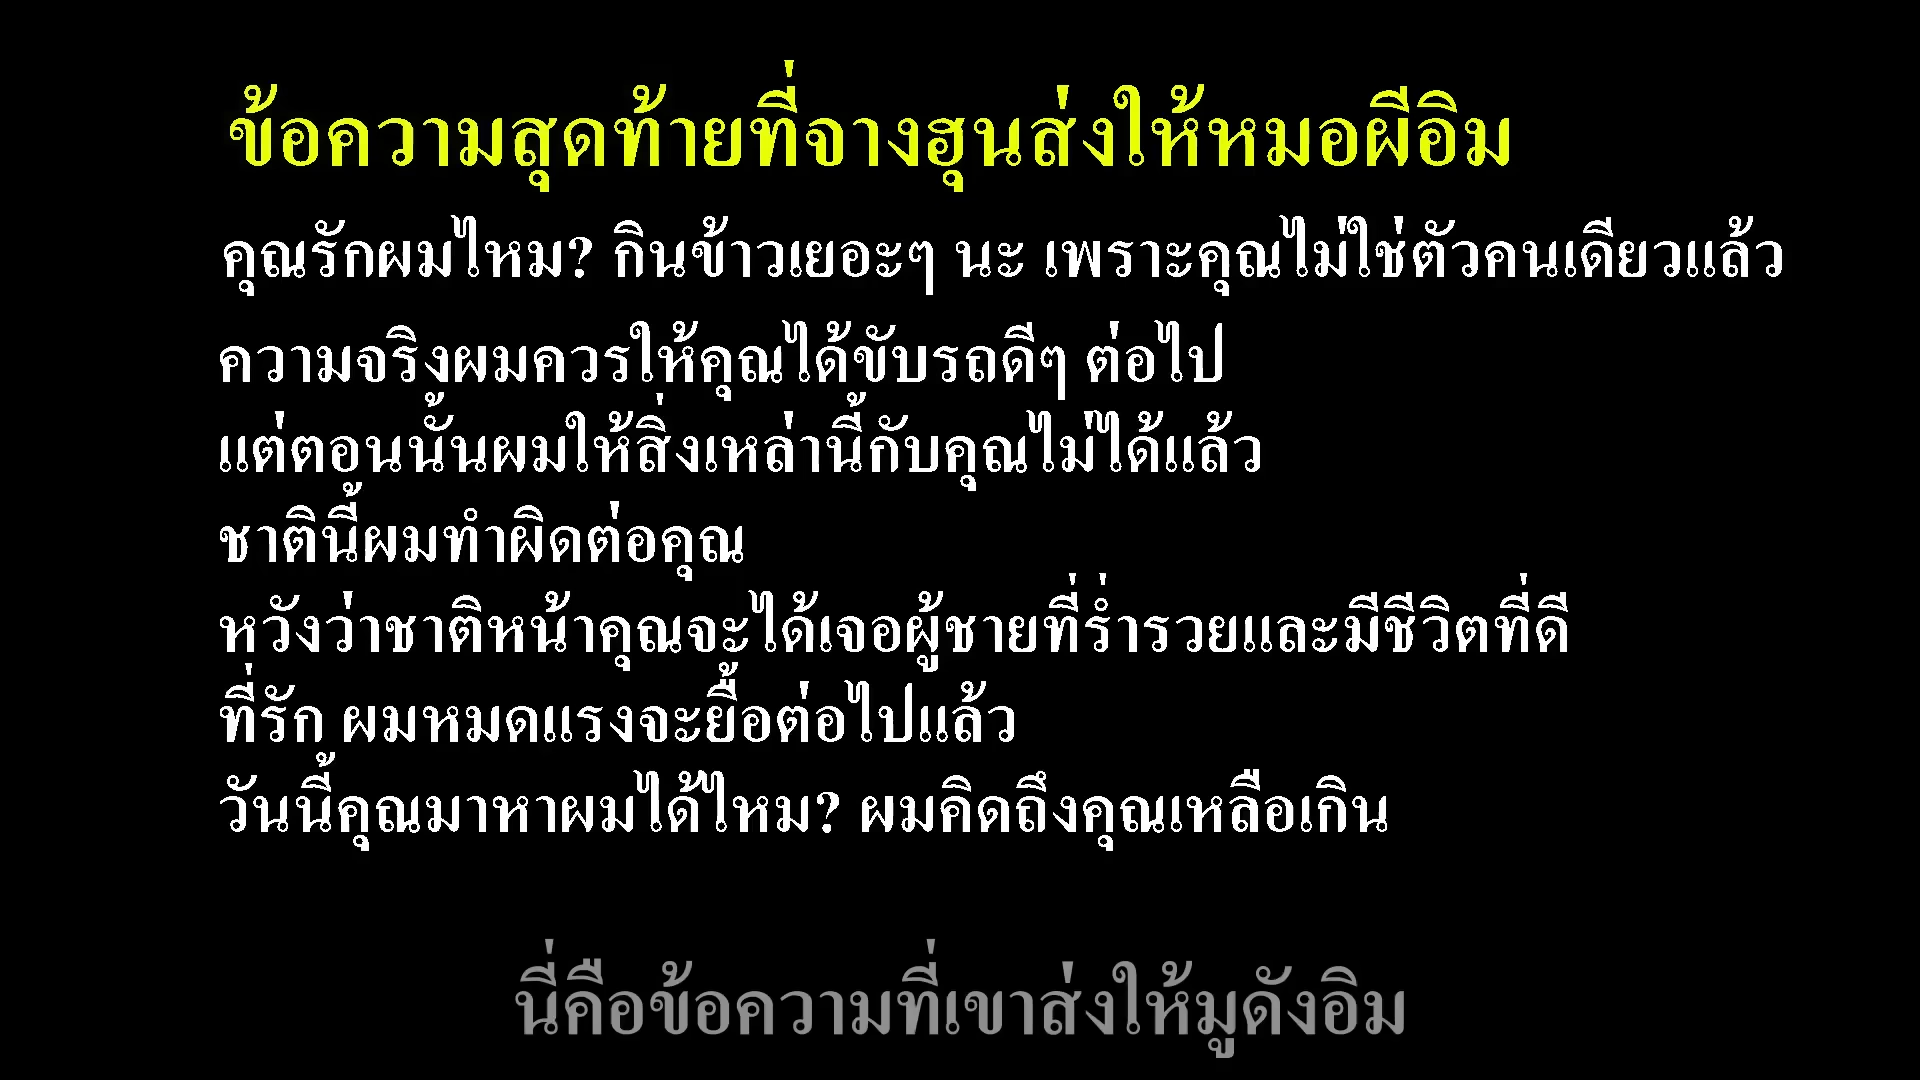 ข้อความสุดท้ายที่จางฮุนส่งให้หมอผีอิม
คุณรักผมไหม? กินข้าวเยอะๆ นะ เพราะคุณไม่ใช่ตัวคนเดียวแล้ว
ความจริงผมควรให้คุณได้ขับรถดีๆ ต่อไป
แต่ตอนนั้นผมให้สิ่งเหล่านี้กับคุณไม่ได้แล้ว
ชาตินี้ผมทำผิดต่อคุณ
หวังว่าชาติหน้าคุณจะได้เจอผู้ชายที่ร่ำรวยและมีชีวิตที่ดี
ที่รัก ผมหมดแรงจะยื้อต่อไปแล้ว
วันนี้คุณมาหาผมได้ไหม? ผมคิดถึงคุณเหลือเกิน
นี่คือข้อความที่เขาส่งให้มูดังอิม